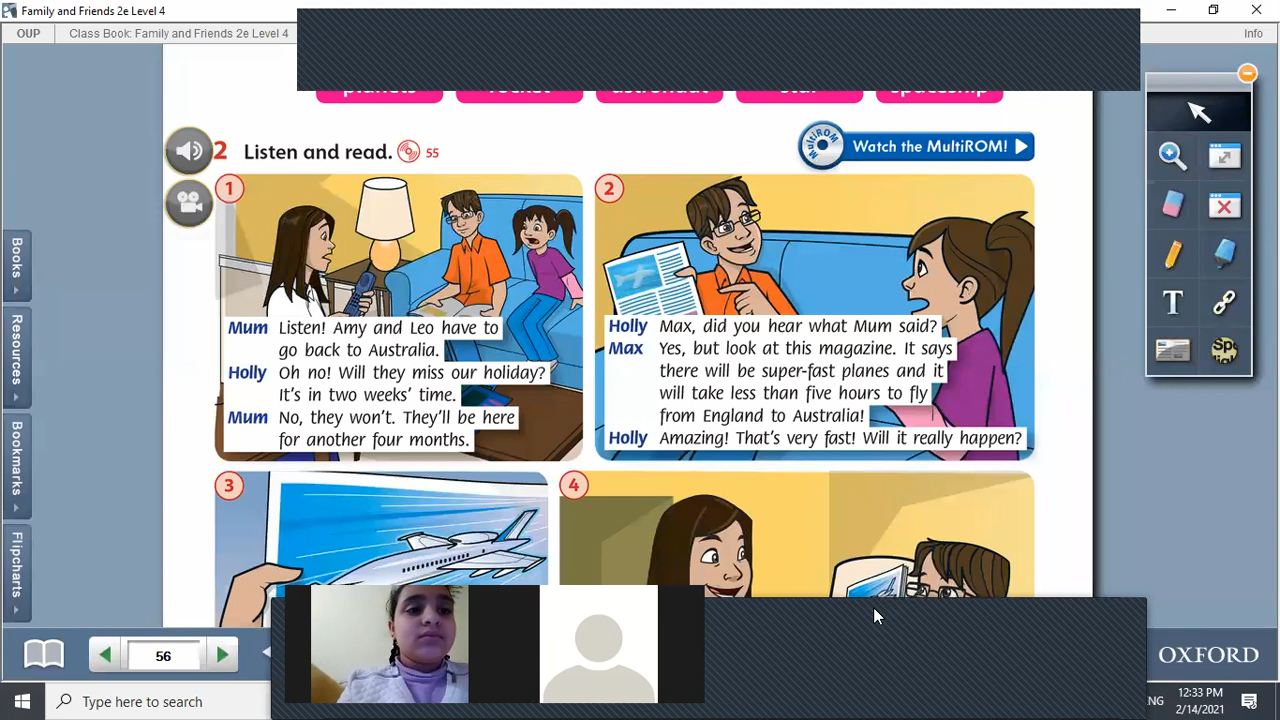 Family and Friends 2e Level 4
OUP
Class Book: Family and Friends 2e Level 4
Info
planets
rocket
astronaut
star
spaceship
2 Listen and read. 55
MultiROM
Watch the MultiROM!
1
Mum Listen! Amy and Leo have to
go back to Australia.
Holly Oh no! Will they miss our holiday?
It's in two weeks' time.
Mum No, they won't. They'll be here
for another four months.
2
Holly Max, did you hear what Mum said?
Max Yes, but look at this magazine. It says
there will be super-fast planes and it
will take less than five hours to fly
from England to Australia!
Holly Amazing! That's very fast! Will it really happen?
3
4
Books
Resources
Bookmarks
Flipcharts
T
56
OXFORD
Type here to search
ENG
12:33 PM
2/14/2021